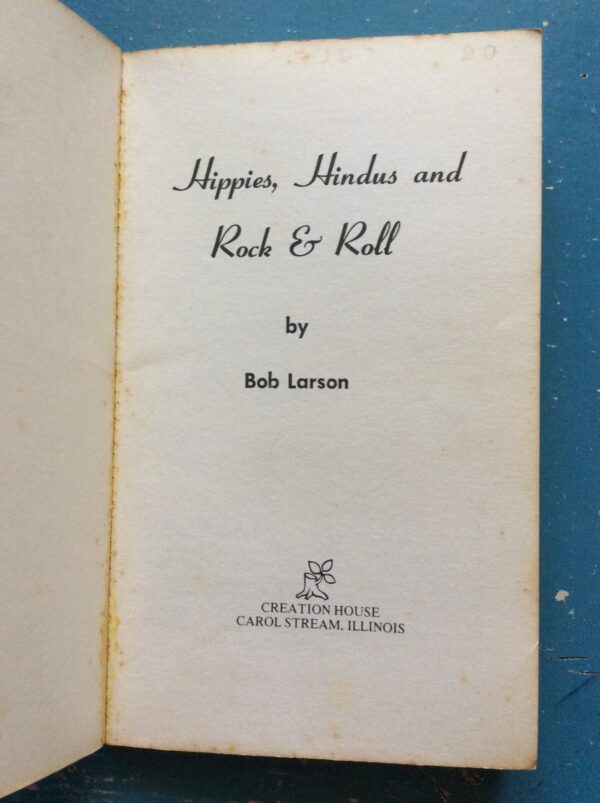 Hippies, Hindus and
Rock & Roll
by
Bob Larson
CREATION HOUSE
CAROL STREAM, ILLINOIS